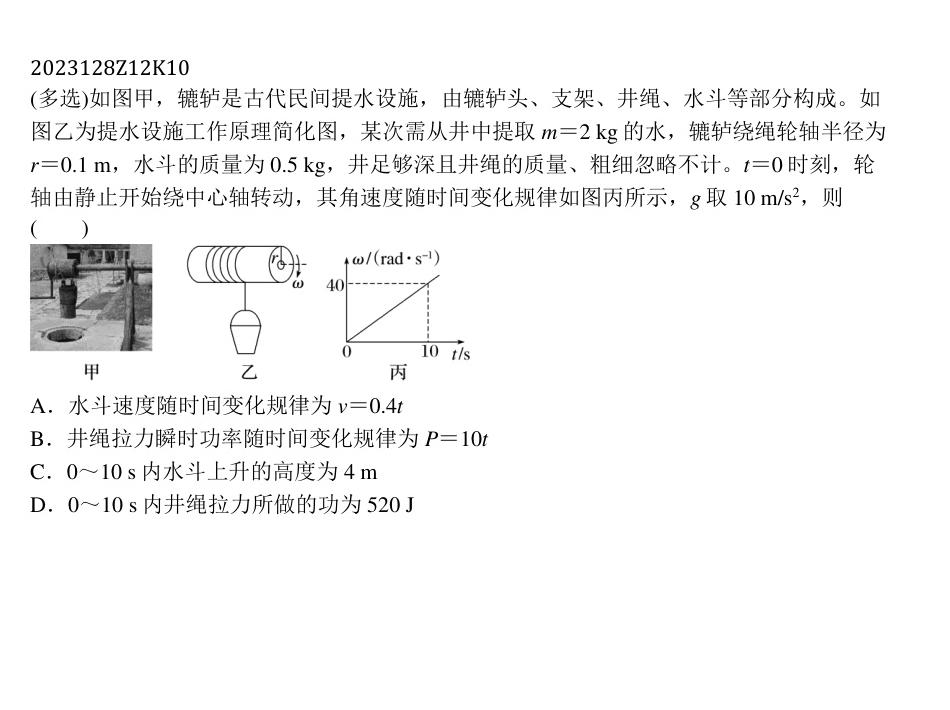 2023128Z12K10
(多选)如图甲，辘轳是古代民间提水设施，由辘轳头、支架、井绳、水斗等部分构成。如
图乙为提水设施工作原理简化图，某次需从井中提取 m＝2 kg 的水，辘轳绕绳轮轴半径为
r＝0.1 m，水斗的质量为 0.5 kg，井足够深且井绳的质量、粗细忽略不计。t＝0 时刻，轮
轴由静止开始绕中心轴转动，其角速度随时间变化规律如图丙所示，g 取 10 m/s²，则
(　　)
r
ω
ω/(rad·s⁻¹)
40
0
10
t/s
甲
乙
丙
A．水斗速度随时间变化规律为 v＝0.4t
B．井绳拉力瞬时功率随时间变化规律为 P＝10t
C．0～10 s 内水斗上升的高度为 4 m
D．0～10 s 内井绳拉力所做的功为 520 J